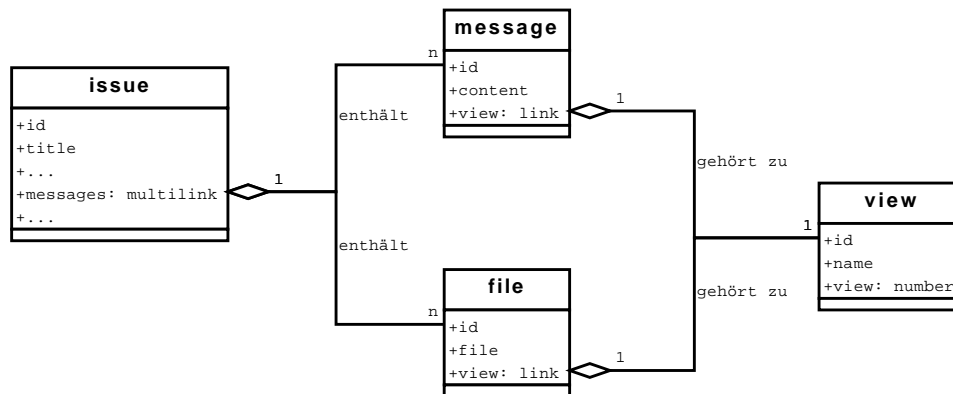 issue
+id
+title
+...
+messages: multilink
+...
1
enthält
enthält
n
n
message
+id
+content
+view: link
1
file
+id
+file
+view: link
1
gehört zu
gehört zu
1
view
+id
+name
+view: number